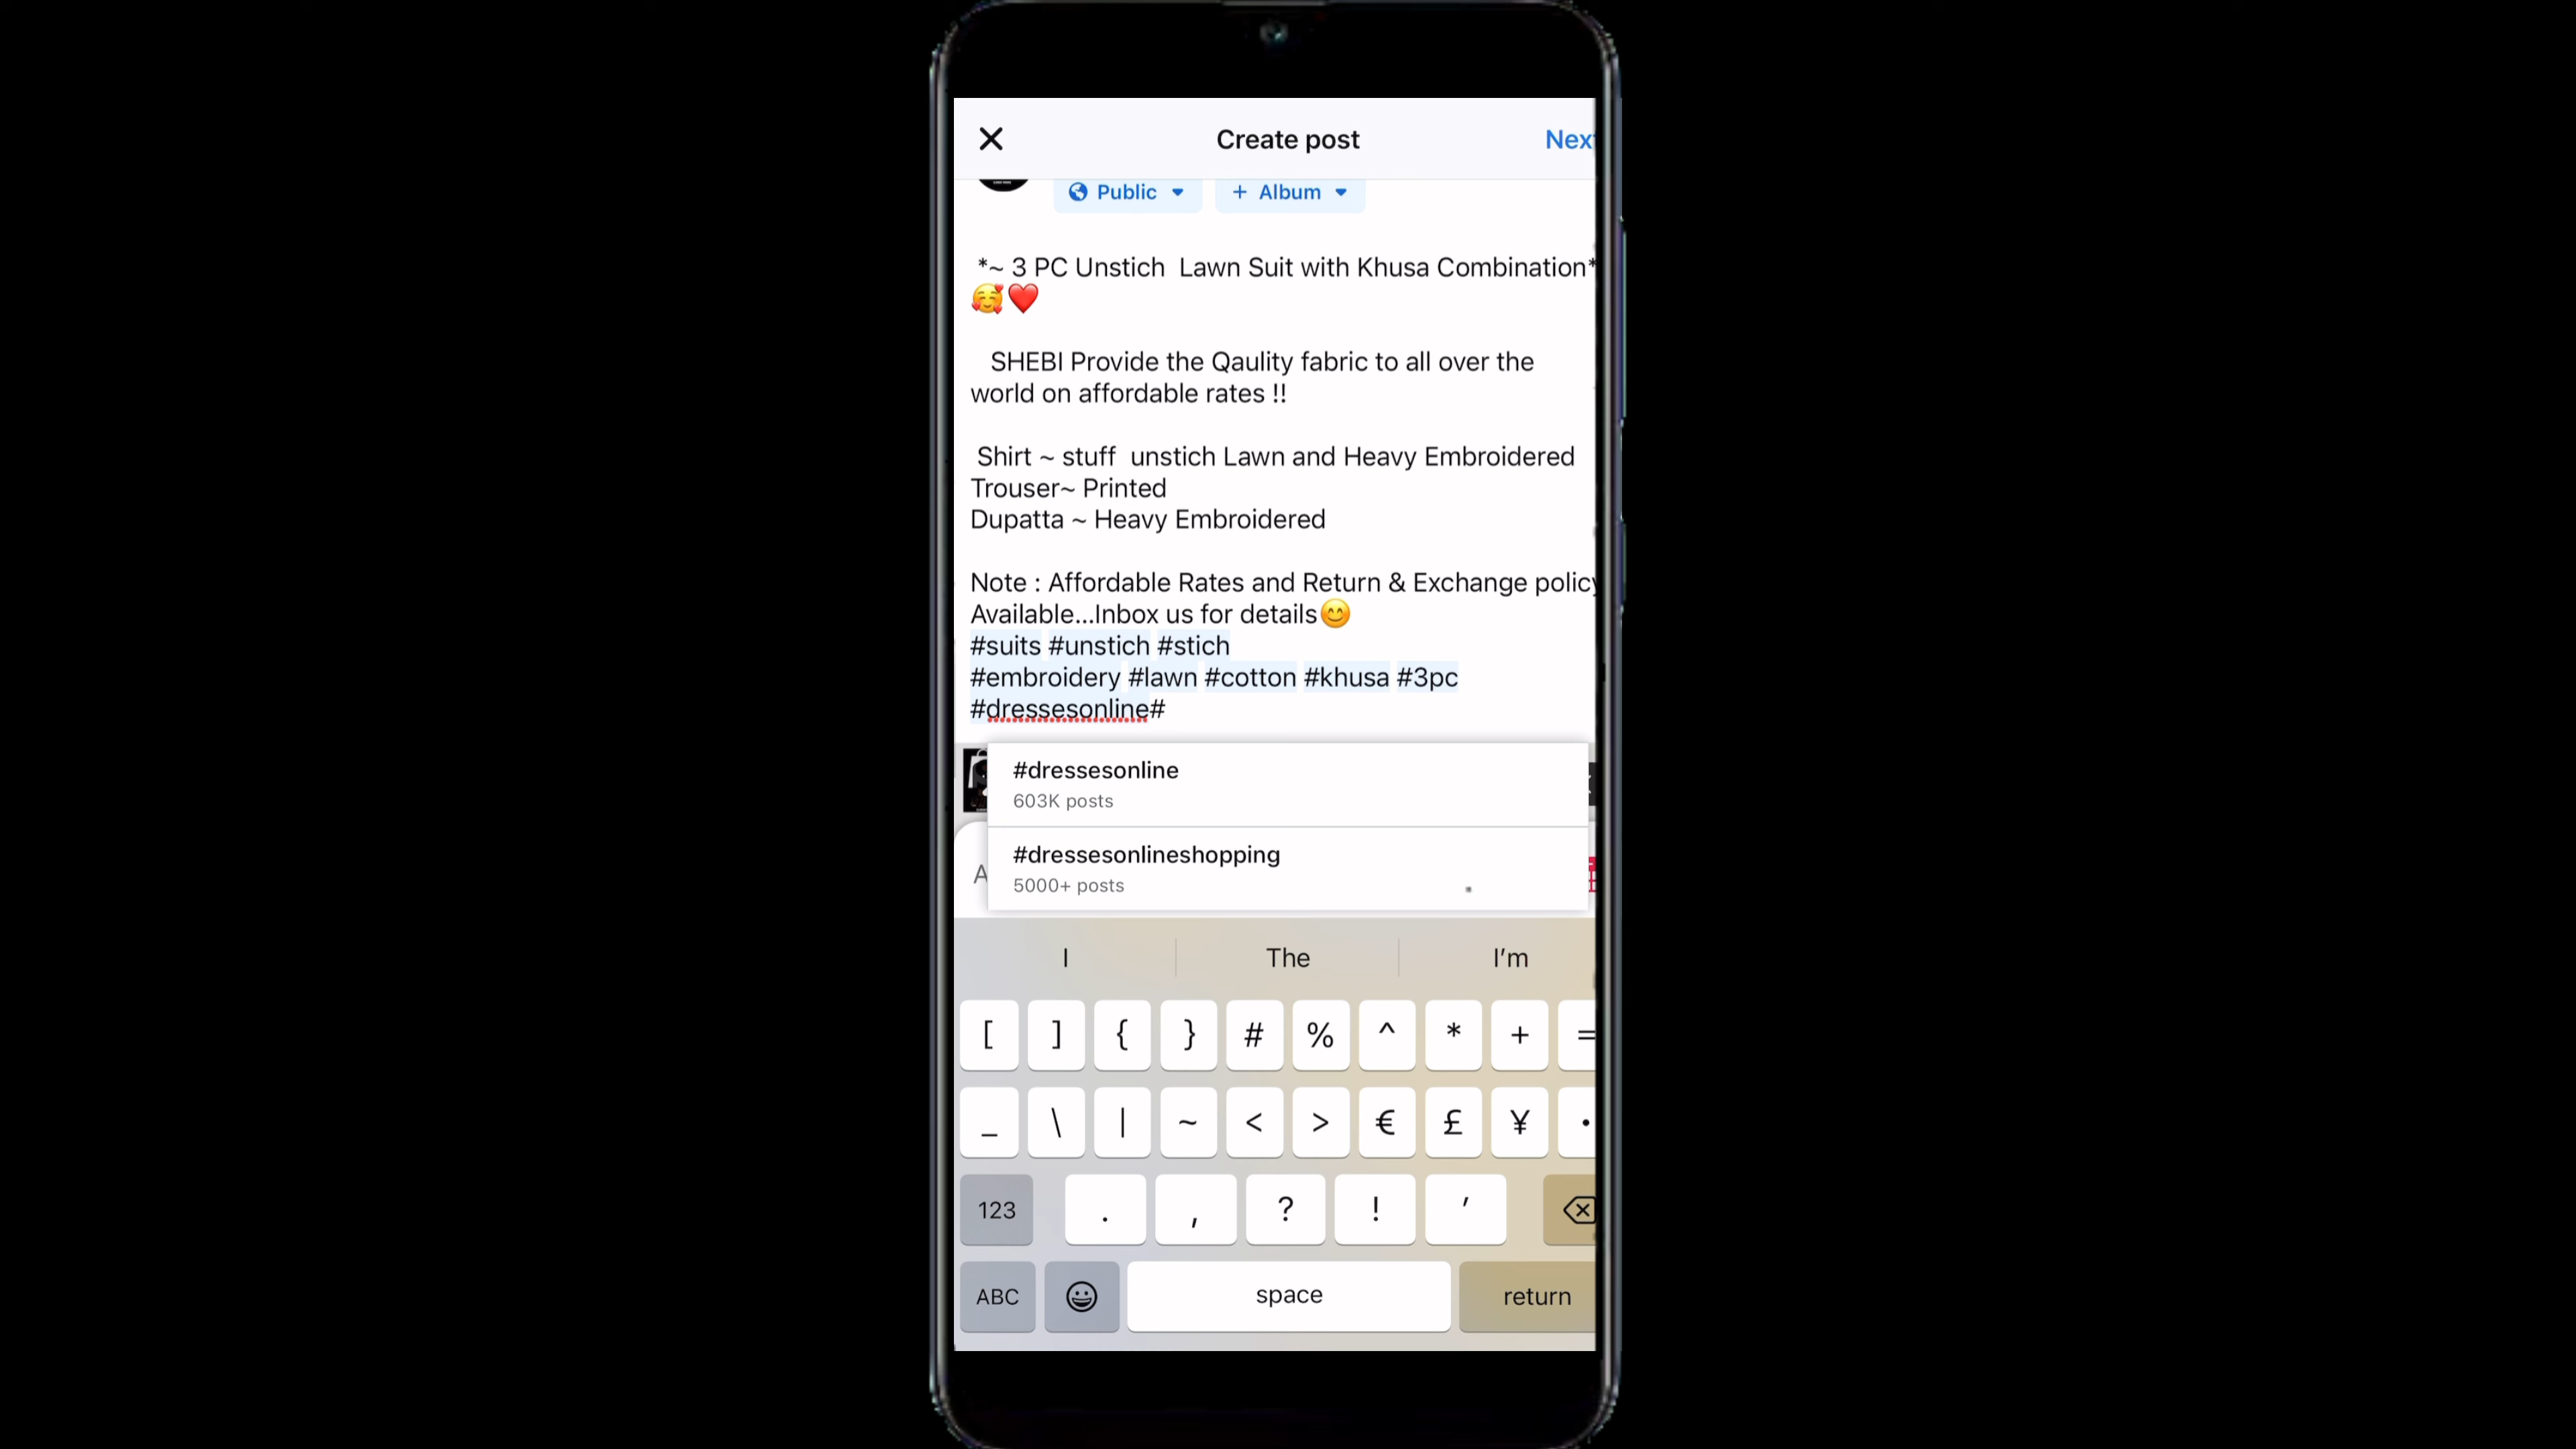 Create post
Public
+ Album
*~ 3 PC Unstich Lawn Suit with Khusa Combination*
🥰❤️
SHEBI Provide the Qaulity fabric to all over the
world on affordable rates !!
Shirt ~ stuff unstich Lawn and Heavy Embroidered
Trouser~ Printed
Dupatta ~ Heavy Embroidered
Note : Affordable Rates and Return & Exchange policy
Available...Inbox us for details😊
#suits #unstich #stich
#embroidery #lawn #cotton #khusa #3pc
#dressesonline#
#dressesonline
603K posts
#dressesonlineshopping
5000+ posts
I The I'm
[ ] { } # % ^ * + =
_ \ | ~ < > € £ ¥ •
123 . , ? ! '
ABC space return